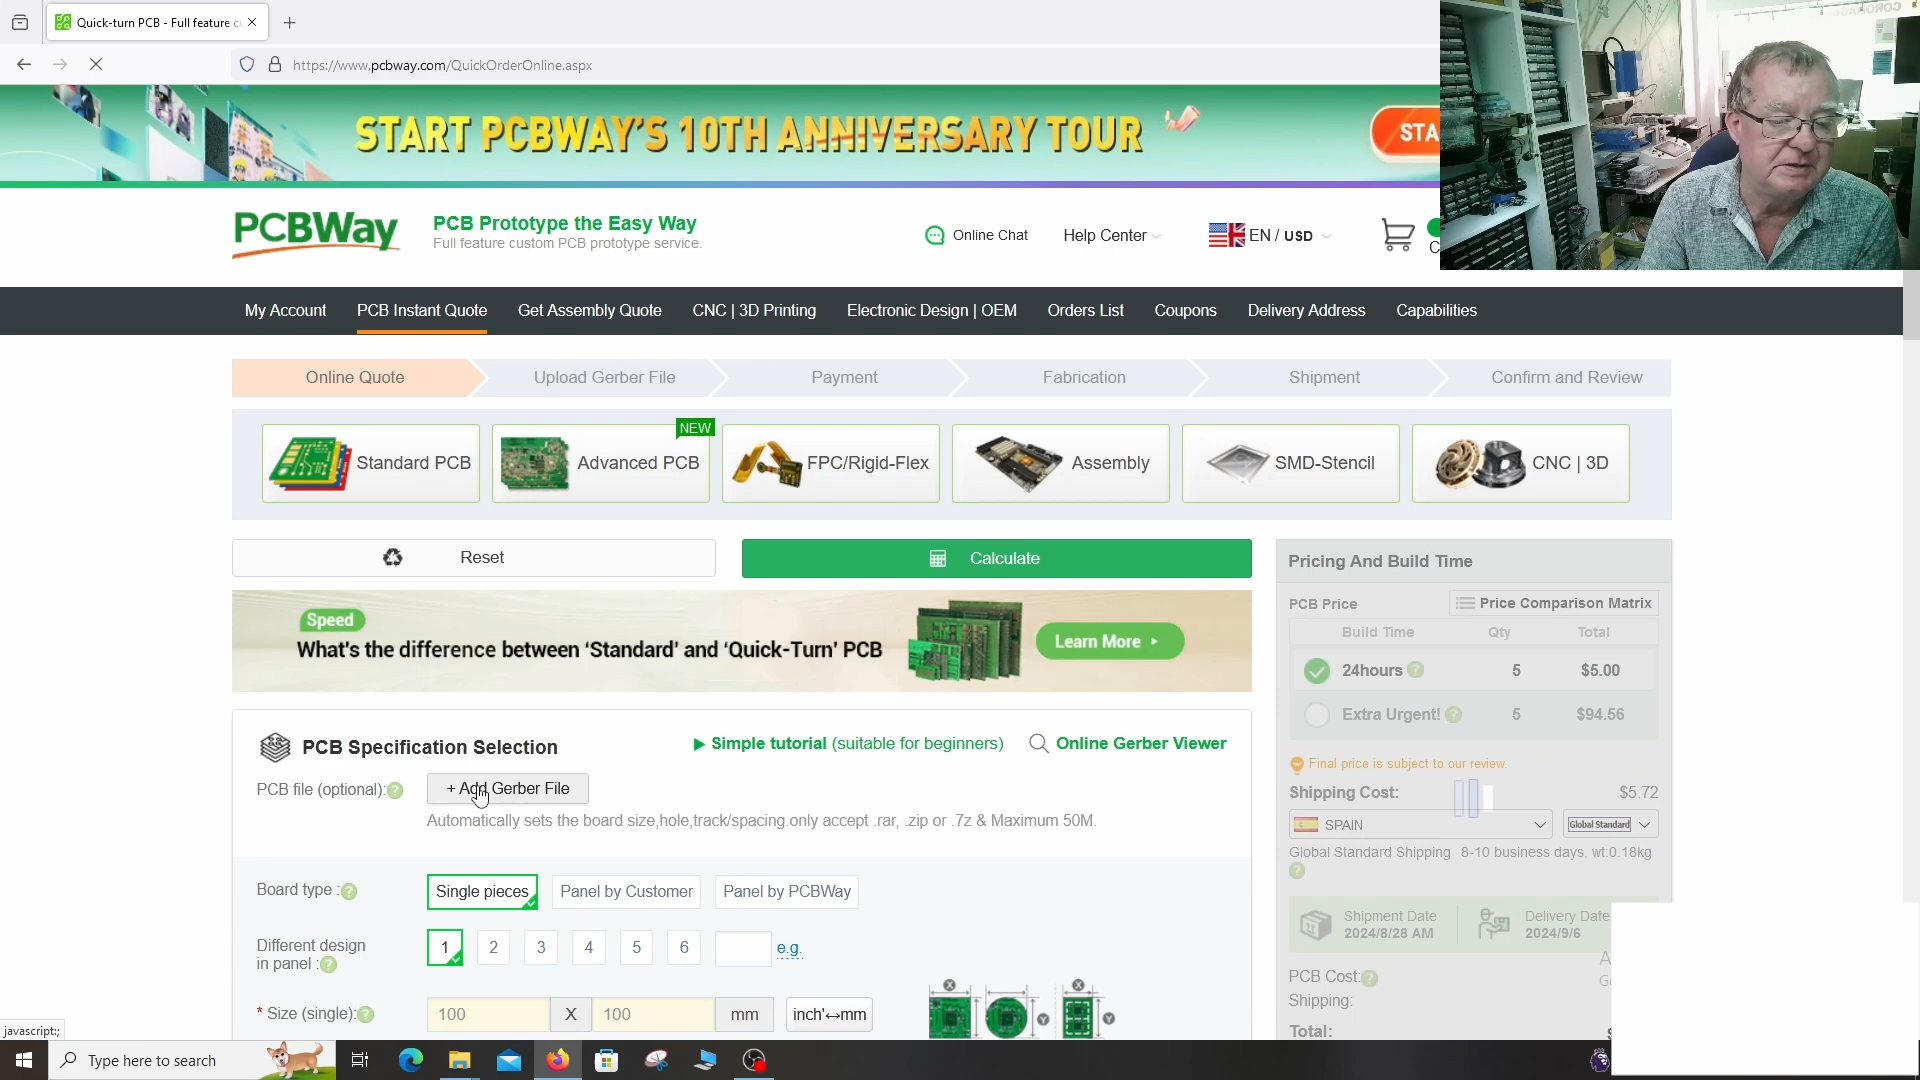 Quick-turn PCB - Full feature c
https://www.pcbway.com/QuickOrderOnline.aspx
START PCBWAY'S 10TH ANNIVERSARY TOUR
STA
PCBWay
PCB Prototype the Easy Way
Full feature custom PCB prototype service.
Online Chat
Help Center
EN / USD
C
My Account
PCB Instant Quote
Get Assembly Quote
CNC | 3D Printing
Electronic Design | OEM
Orders List
Coupons
Delivery Address
Capabilities
Online Quote
Upload Gerber File
Payment
Fabrication
Shipment
Confirm and Review
Standard PCB
NEW
Advanced PCB
FPC/Rigid-Flex
Assembly
SMD-Stencil
CNC | 3D
Reset
Calculate
Speed
What's the difference between 'Standard' and 'Quick-Turn' PCB
Learn More
PCB Specification Selection
Simple tutorial (suitable for beginners)
Online Gerber Viewer
PCB file (optional):
+ Add Gerber File
Automatically sets the board size,hole,track/spacing.only accept .rar, .zip or .7z & Maximum 50M.
Board type :
Single pieces
Panel by Customer
Panel by PCBWay
Different design
in panel :
1
2
3
4
5
6
e.g.
* Size (single):
100
X
100
mm
inch'↔mm
X
Y
X
Y
Pricing And Build Time
PCB Price
Price Comparison Matrix
Build Time
Qty
Total
24hours
5
$5.00
Extra Urgent!
5
$94.56
Final price is subject to our review.
Shipping Cost:
$5.72
SPAIN
Global Standard
Global Standard Shipping
8-10 business days, wt:0.18kg
Shipment Date
2024/8/28 AM
Delivery Date
2024/9/6
PCB Cost:
Shipping:
Total:
A
G
javascript:;
Type here to search